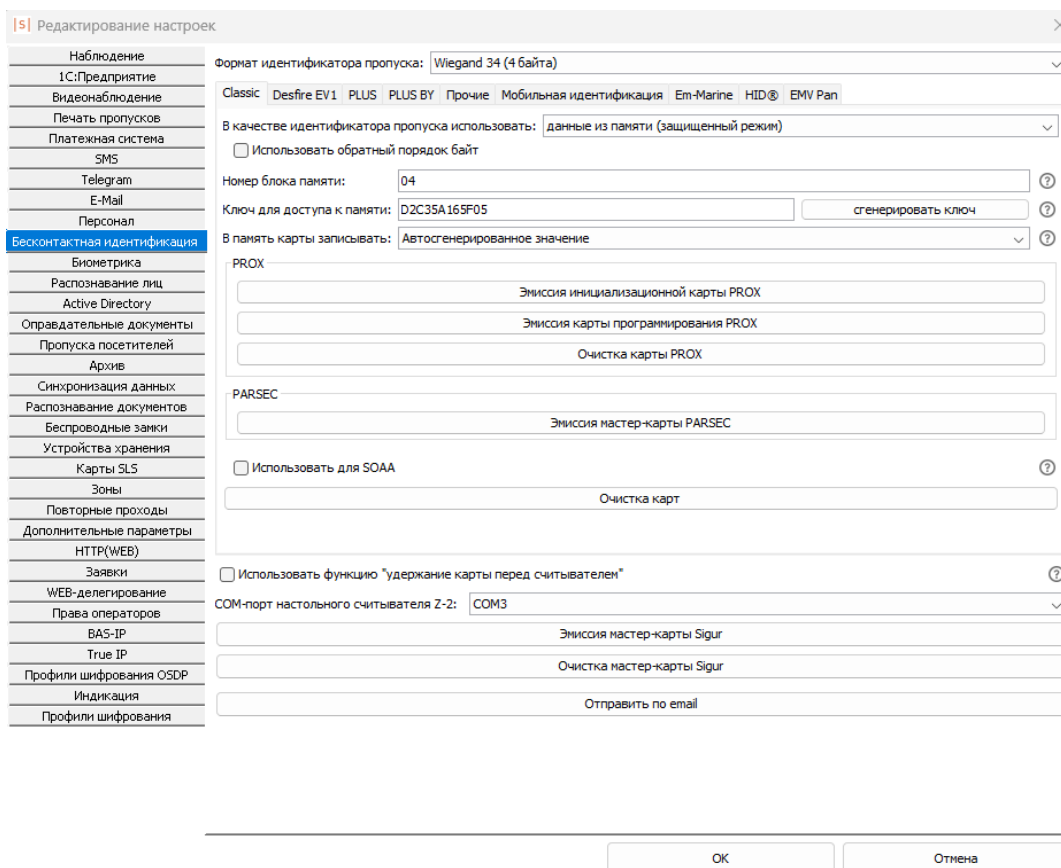 |S| Редактирование настроек
Наблюдение
1С:Предприятие
Видеонаблюдение
Печать пропусков
Платежная система
SMS
Telegram
E-Mail
Персонал
Бесконтактная идентификация
Биометрика
Распознавание лиц
Active Directory
Оправдательные документы
Пропуска посетителей
Архив
Синхронизация данных
Распознавание документов
Беспроводные замки
Устройства хранения
Карты SLS
Зоны
Повторные проходы
Дополнительные параметры
HTTP(WEB)
Заявки
WEB-делегирование
Права операторов
BAS-IP
True IP
Профили шифрования OSDP
Индикация
Профили шифрования
Формат идентификатора пропуска: Wiegand 34 (4 байта)
Classic Desfire EV1 PLUS PLUS BY Прочие Мобильная идентификация Em-Marine HID® EMV Pan
В качестве идентификатора пропуска использовать: данные из памяти (защищенный режим)
Использовать обратный порядок байт
Номер блока памяти: 04 ?
Ключ для доступа к памяти: D2C35A165F05 сгенерировать ключ ?
В память карты записывать: Автосгенерированное значение ?
PROX
Эмиссия инициализационной карты PROX
Эмиссия карты программирования PROX
Очистка карты PROX
PARSEC
Эмиссия мастер-карты PARSEC
Использовать для SOAA ?
Очистка карт
Использовать функцию "удержание карты перед считывателем" ?
COM-порт настольного считывателя Z-2: COM3
Эмиссия мастер-карты Sigur
Очистка мастер-карты Sigur
Отправить по email
OK
Отмена